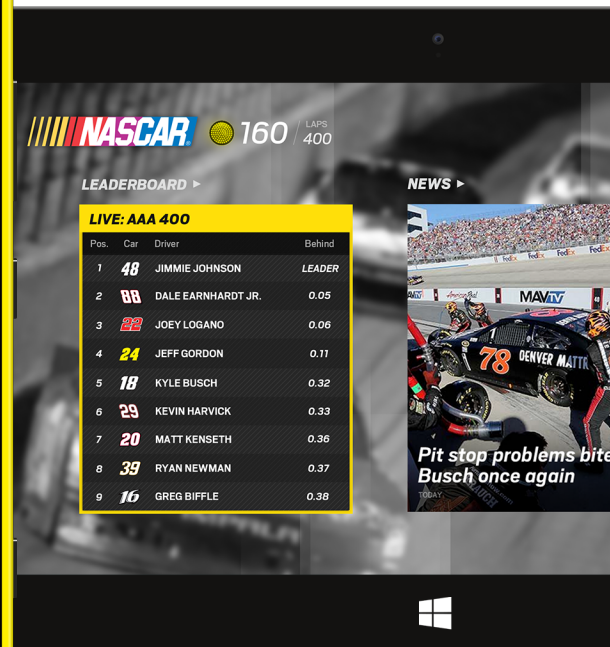 NASCAR
160 / LAPS
400
LEADERBOARD
NEWS
LIVE: AAA 400
Pos. Car Driver Behind
1 48 JIMMIE JOHNSON LEADER
2 88 DALE EARNHARDT JR. 0.05
3 22 JOEY LOGANO 0.06
4 24 JEFF GORDON 0.11
5 18 KYLE BUSCH 0.32
6 29 KEVIN HARVICK 0.33
7 20 MATT KENSETH 0.36
8 39 RYAN NEWMAN 0.37
9 16 GREG BIFFLE 0.38
FedEx FedEx FedEx
MAVTV
78 DENVER MATTR
Pit stop problems bite
Busch once again
TODAY